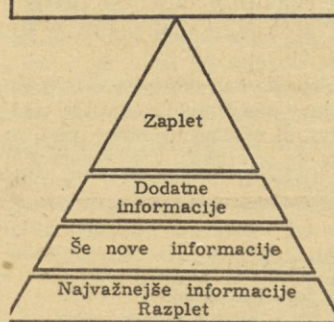 Zaplet
Dodatne
informacije
Še nove informacije
Najvažnejše informacije
Razplet